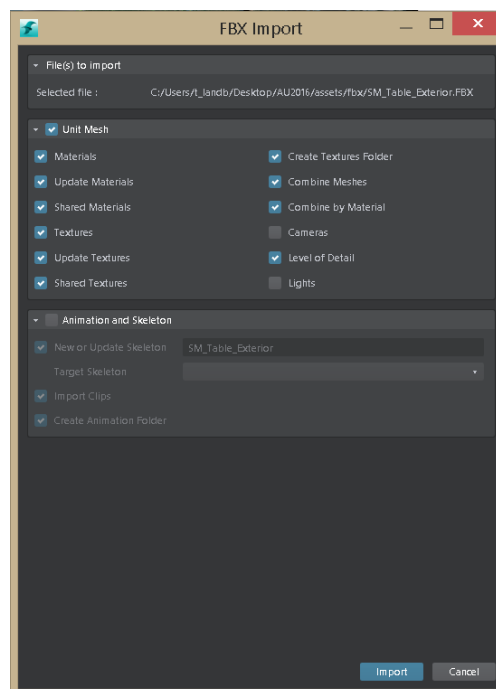 FBX Import
File(s) to import
Selected file : C:/Users/t_landb/Desktop/AU2016/assets/fbx/SM_Table_Exterior.FBX
Unit Mesh
Materials Create Textures Folder
Update Materials Combine Meshes
Shared Materials Combine by Material
Textures Cameras
Update Textures Level of Detail
Shared Textures Lights
Animation and Skeleton
New or Update Skeleton SM_Table_Exterior
Target Skeleton
Import Clips
Create Animation Folder
Import Cancel